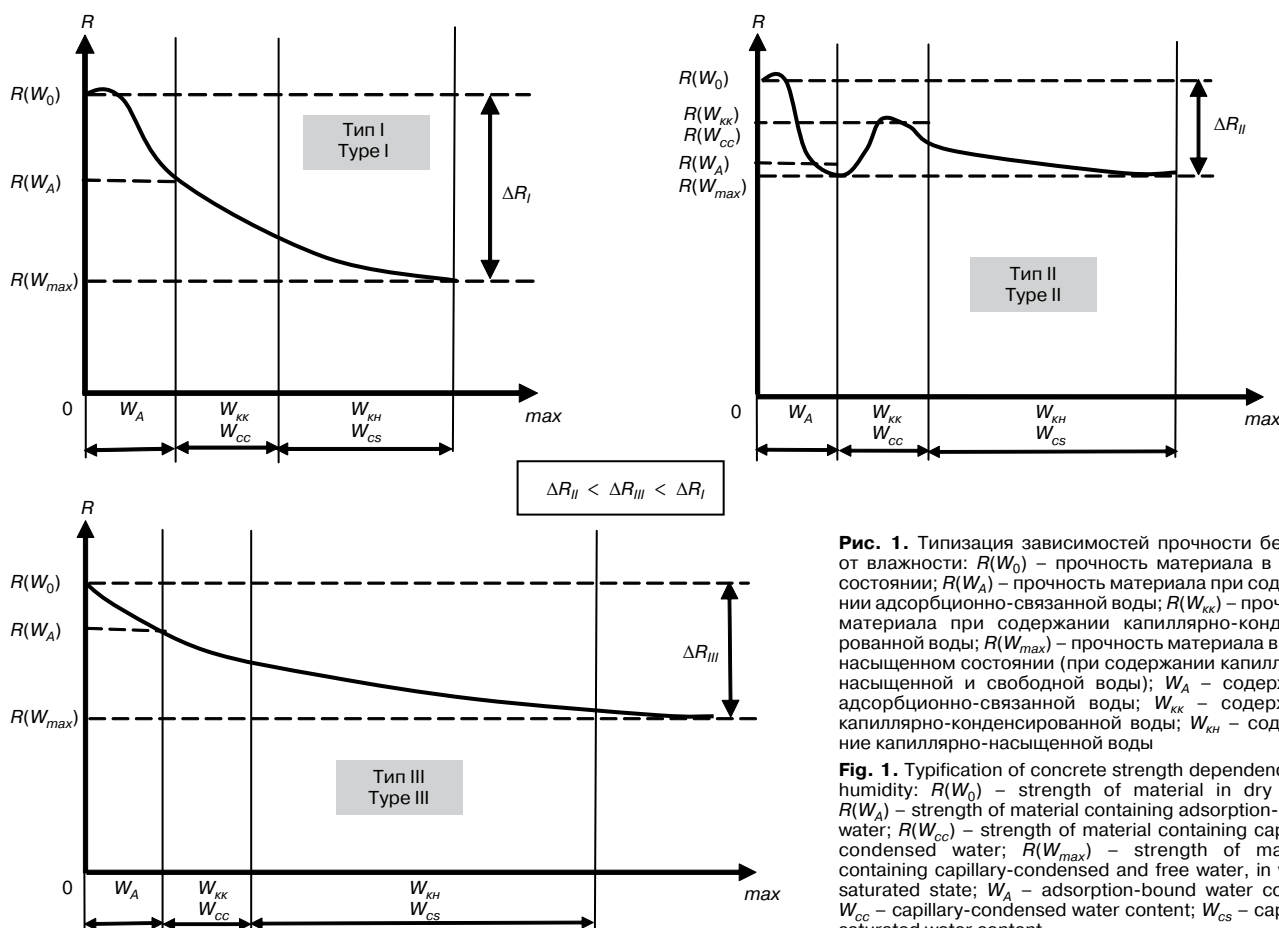 R
R(W0)
R(WA)
R(Wmax)
Тип I
Type I
ΔRI
0
WA
Wкк
Wcc
Wкн
Wcs
max
R
R(W0)
R(Wкк)
R(Wcc)
R(WA)
R(Wmax)
ΔRII
Тип II
Type II
0
WA
Wкк
Wcc
Wкн
Wcs
max
ΔRII < ΔRIII < ΔRI
R
R(W0)
R(WA)
R(Wmax)
ΔRIII
Тип III
Type III
0
WA
Wкк
Wcc
Wкн
Wcs
max
Рис. 1. Типизация зависимостей прочности бе
от влажности: R(W0) – прочность материала в
состоянии; R(WA) – прочность материала при содер
нии адсорбционно-связанной воды; R(Wкк) – проч
материала при содержании капиллярно-конд
рованной воды; R(Wmax) – прочность материала в
насыщенном состоянии (при содержании капилл
насыщенной и свободной воды); WA – содерж
адсорбционно-связанной воды; Wкк – содерж
капиллярно-конденсированной воды; Wкн – сод
ние капиллярно-насыщенной воды
Fig. 1. Typification of concrete strength dependenc
humidity: R(W0) – strength of material in dry
R(WA) – strength of material containing adsorption-
water; R(Wcc) – strength of material containing cap
condensed water; R(Wmax) – strength of ma
containing capillary-condensed and free water, in
saturated state; WA – adsorption-bound water co
Wcc – capillary-condensed water content; Wcs – cap